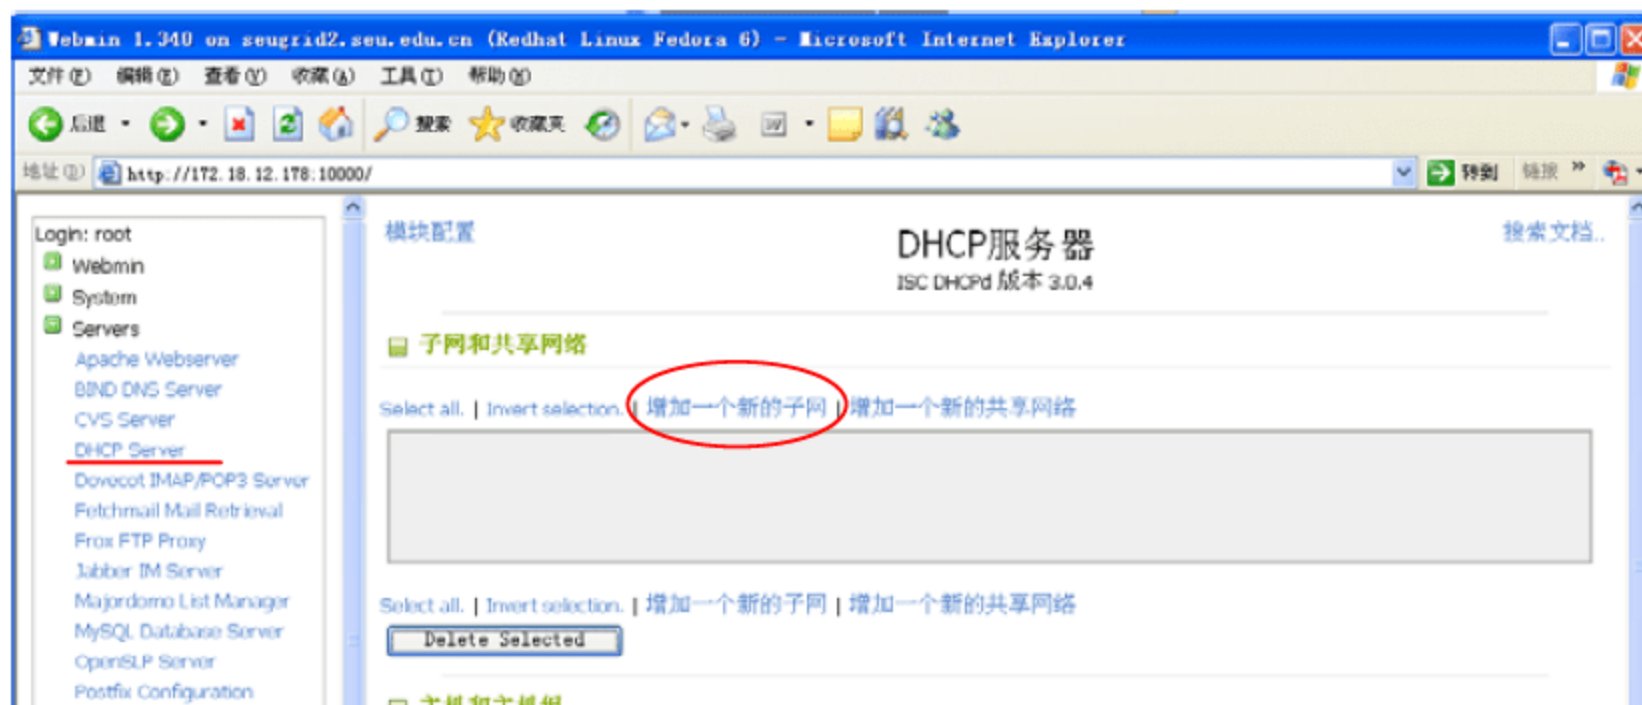 Webmin 1.340 on seugrid2.seu.edu.cn (Redhat Linux Fedora 6) - Microsoft Internet Explorer
文件(F) 编辑(E) 查看(V) 收藏(A) 工具(T) 帮助(H)
后退 搜索 收藏夹
地址(D) http://172.18.12.178:10000/ 转到 链接 »
Login: root
Webmin
System
Servers
Apache Webserver
BIND DNS Server
CVS Server
DHCP Server
Dovecot IMAP/POP3 Server
Fetchmail Mail Retrieval
Frox FTP Proxy
Jabber IM Server
Majordomo List Manager
MySQL Database Server
OpenSLP Server
Postfix Configuration
模块配置
DHCP服务器
ISC DHCPd 版本 3.0.4
搜索文档..
子网和共享网络
Select all. | Invert selection. | 增加一个新的子网 | 增加一个新的共享网络
Select all. | Invert selection. | 增加一个新的子网 | 增加一个新的共享网络
Delete Selected
主机和主机组